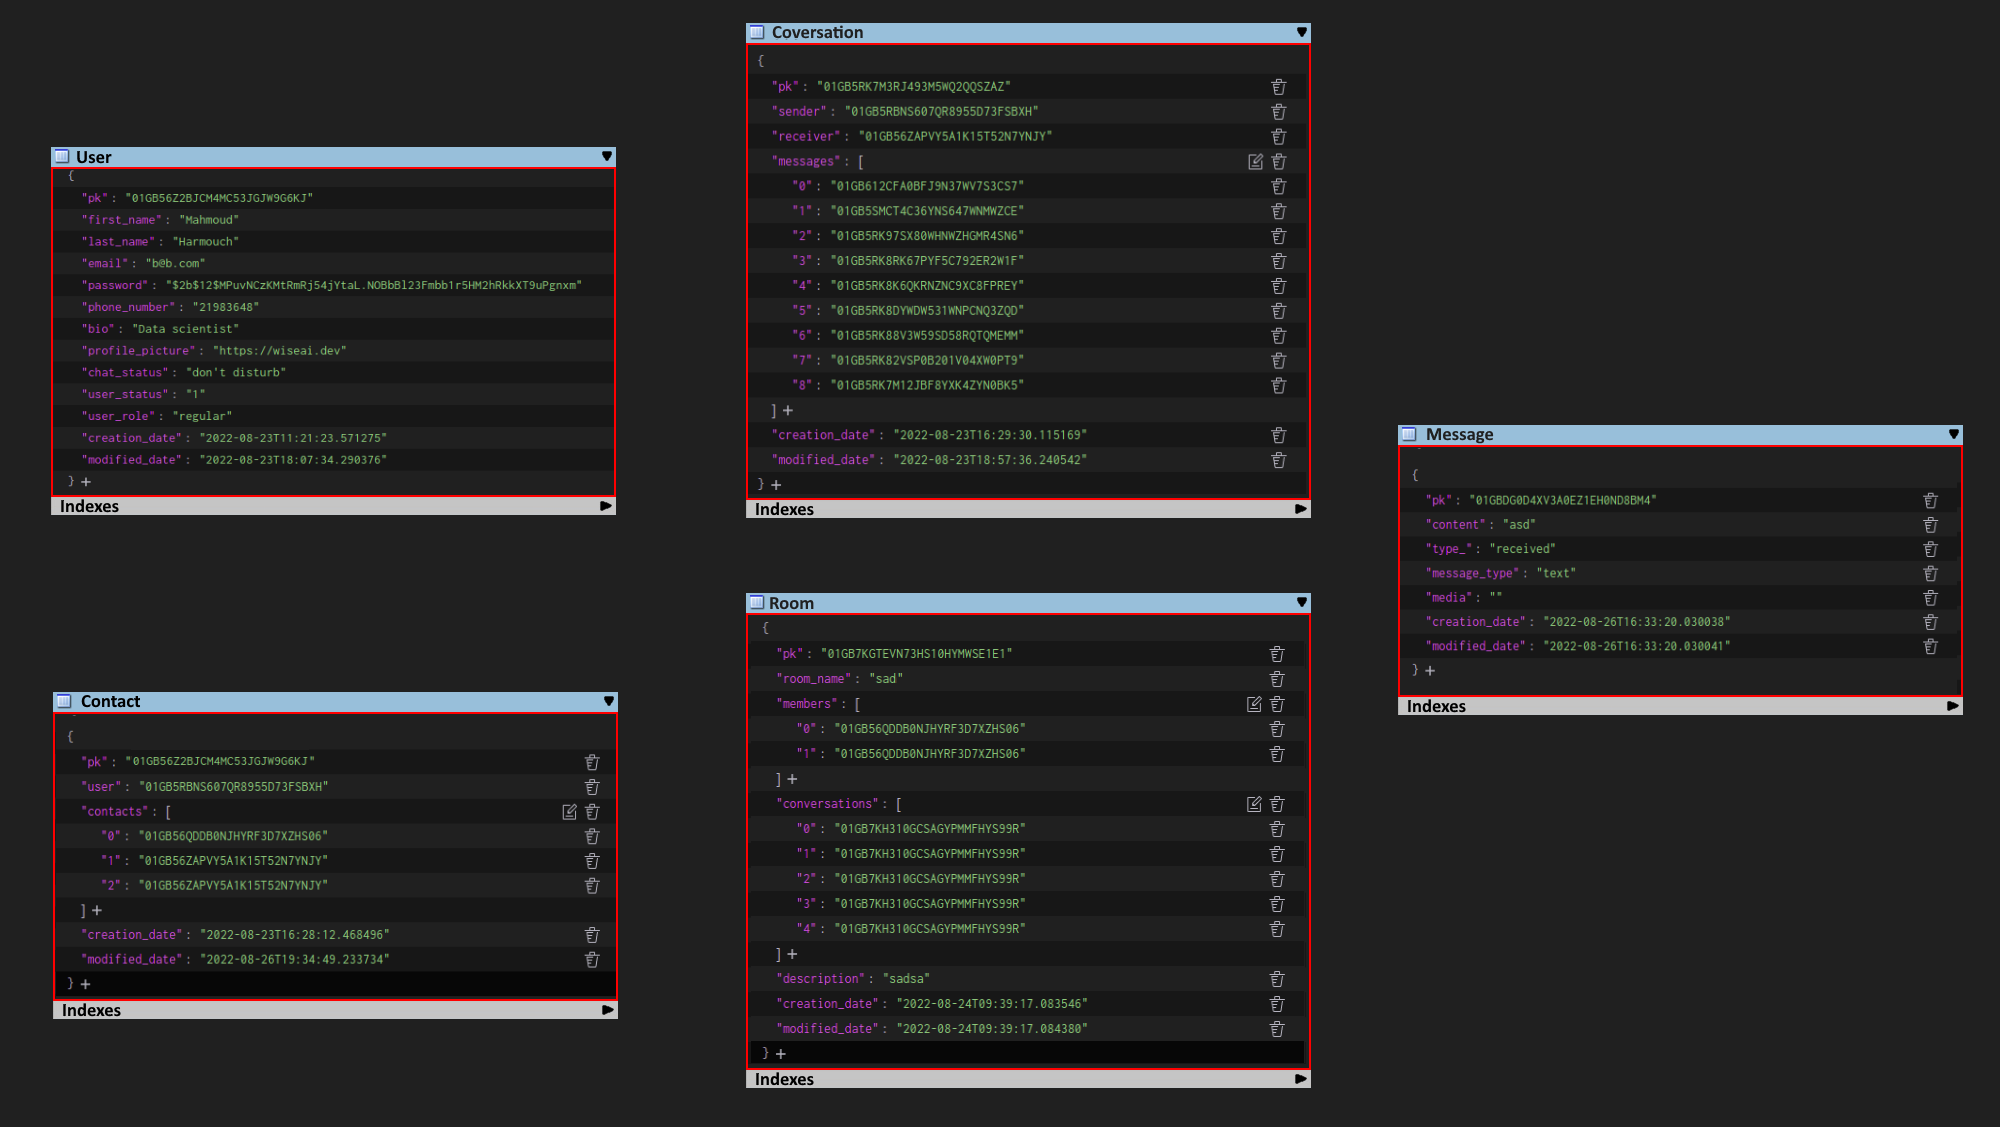 User
{
"pk": "01GB56Z2BJCM4MC53JGJW9G6KJ"
"first_name": "Mahmoud"
"last_name": "Harmouch"
"email": "b@b.com"
"password": "$2b$12$MPuvNCzKMtRmRj54jYtaL.NOBbBl23Fmbb1r5HM2hRkkXT9uPgnxm"
"phone_number": "21983648"
"bio": "Data scientist"
"profile_picture": "https://wiseai.dev"
"chat_status": "don't disturb"
"user_status": "1"
"user_role": "regular"
"creation_date": "2022-08-23T11:21:23.571275"
"modified_date": "2022-08-23T18:07:34.290376"
} +
Indexes
Contact
{
"pk": "01GB56Z2BJCM4MC53JGJW9G6KJ"
"user": "01GB5RBNS607QR8955D73FSBXH"
"contacts": [
"0": "01GB56QDDB0NJHYRF3D7XZHS06"
"1": "01GB56ZAPVY5A1K15T52N7YNJY"
"2": "01GB56ZAPVY5A1K15T52N7YNJY"
] +
"creation_date": "2022-08-23T16:28:12.468496"
"modified_date": "2022-08-26T19:34:49.233734"
} +
Indexes
Coversation
{
"pk": "01GB5RK7M3RJ493M5WQ2QQSZAZ"
"sender": "01GB5RBNS607QR8955D73FSBXH"
"receiver": "01GB56ZAPVY5A1K15T52N7YNJY"
"messages": [
"0": "01GB612CFA0BFJ9N37WV7S3CS7"
"1": "01GB5SMCT4C36YNS647WNMWZCE"
"2": "01GB5RK97SX80WHNWZHGMR4SN6"
"3": "01GB5RK8RK67PYF5C792ER2W1F"
"4": "01GB5RK8K6QKRNZNC9XC8FPREY"
"5": "01GB5RK8DYWDW531WNPCNQ3ZQD"
"6": "01GB5RK88V3W59SD58RQTQMEMM"
"7": "01GB5RK82VSP0B201V04XW0PT9"
"8": "01GB5RK7M12JBF8YXK4ZYN0BK5"
] +
"creation_date": "2022-08-23T16:29:30.115169"
"modified_date": "2022-08-23T18:57:36.240542"
} +
Indexes
Room
{
"pk": "01GB7KGTEVN73HS10HYMWSE1E1"
"room_name": "sad"
"members": [
"0": "01GB56QDDB0NJHYRF3D7XZHS06"
"1": "01GB56QDDB0NJHYRF3D7XZHS06"
] +
"conversations": [
"0": "01GB7KH310GCSAGYPMMFHYS99R"
"1": "01GB7KH310GCSAGYPMMFHYS99R"
"2": "01GB7KH310GCSAGYPMMFHYS99R"
"3": "01GB7KH310GCSAGYPMMFHYS99R"
"4": "01GB7KH310GCSAGYPMMFHYS99R"
] +
"description": "sadsa"
"creation_date": "2022-08-24T09:39:17.083546"
"modified_date": "2022-08-24T09:39:17.084380"
} +
Indexes
Message
{
"pk": "01GBDG0D4XV3A0EZ1EH0ND8BM4"
"content": "asd"
"type_": "received"
"message_type": "text"
"media": ""
"creation_date": "2022-08-26T16:33:20.030038"
"modified_date": "2022-08-26T16:33:20.030041"
} +
Indexes